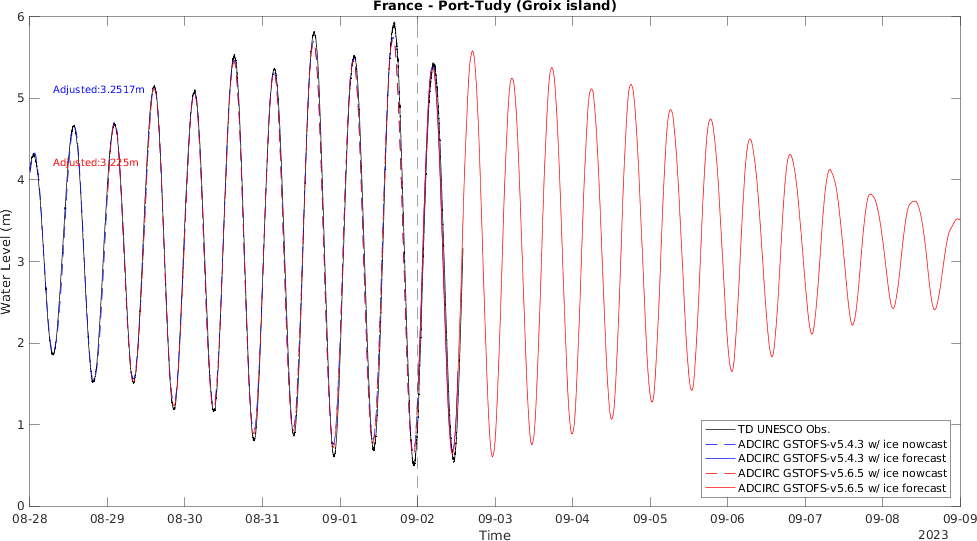 France - Port-Tudy (Groix island)
6
5
4
3
2
1
0
Water Level (m)
Adjusted:3.2517m
Adjusted:3.225m
TD UNESCO Obs.
ADCIRC GSTOFS-v5.4.3 w/ ice nowcast
ADCIRC GSTOFS-v5.4.3 w/ ice forecast
ADCIRC GSTOFS-v5.6.5 w/ ice nowcast
ADCIRC GSTOFS-v5.6.5 w/ ice forecast
08-28 08-29 08-30 08-31 09-01 09-02 09-03 09-04 09-05 09-06 09-07 09-08 09-09
Time
2023